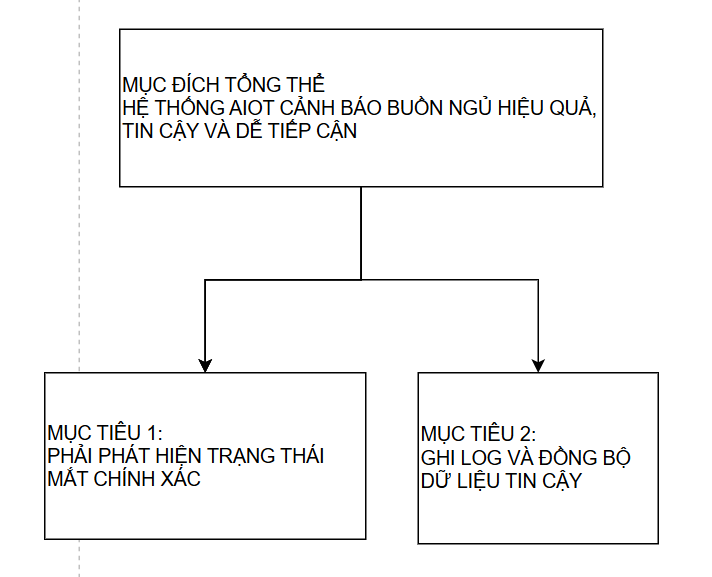 MỤC ĐÍCH TỔNG THỂ
HỆ THỐNG AIOT CẢNH BÁO BUỒN NGỦ HIỆU QUẢ,
TIN CẬY VÀ DỄ TIẾP CẬN
MỤC TIÊU 1:
PHẢI PHÁT HIỆN TRẠNG THÁI
MẮT CHÍNH XÁC
MỤC TIÊU 2:
GHI LOG VÀ ĐỒNG BỘ
DỮ LIỆU TIN CẬY